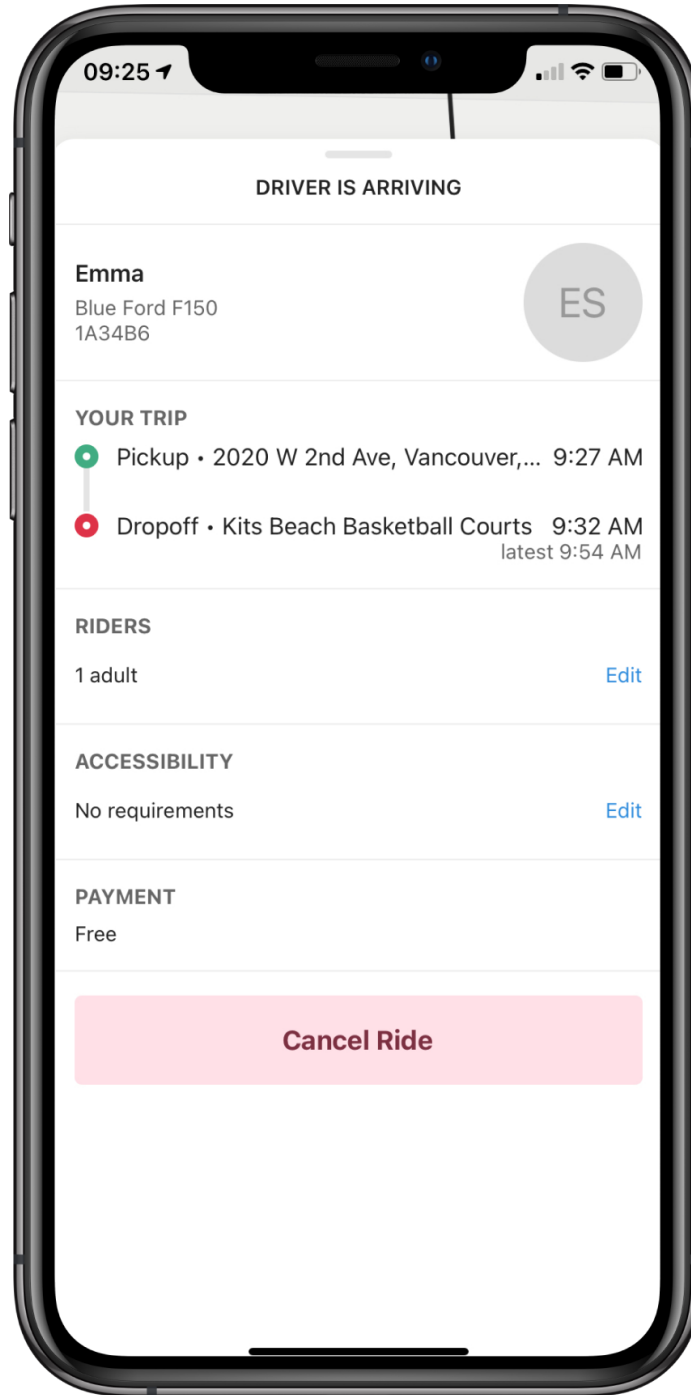 09:25
DRIVER IS ARRIVING
Emma
Blue Ford F150
1A34B6
ES
YOUR TRIP
Pickup • 2020 W 2nd Ave, Vancouver,... 9:27 AM
Dropoff • Kits Beach Basketball Courts 9:32 AM
latest 9:54 AM
RIDERS
1 adult Edit
ACCESSIBILITY
No requirements Edit
PAYMENT
Free
Cancel Ride